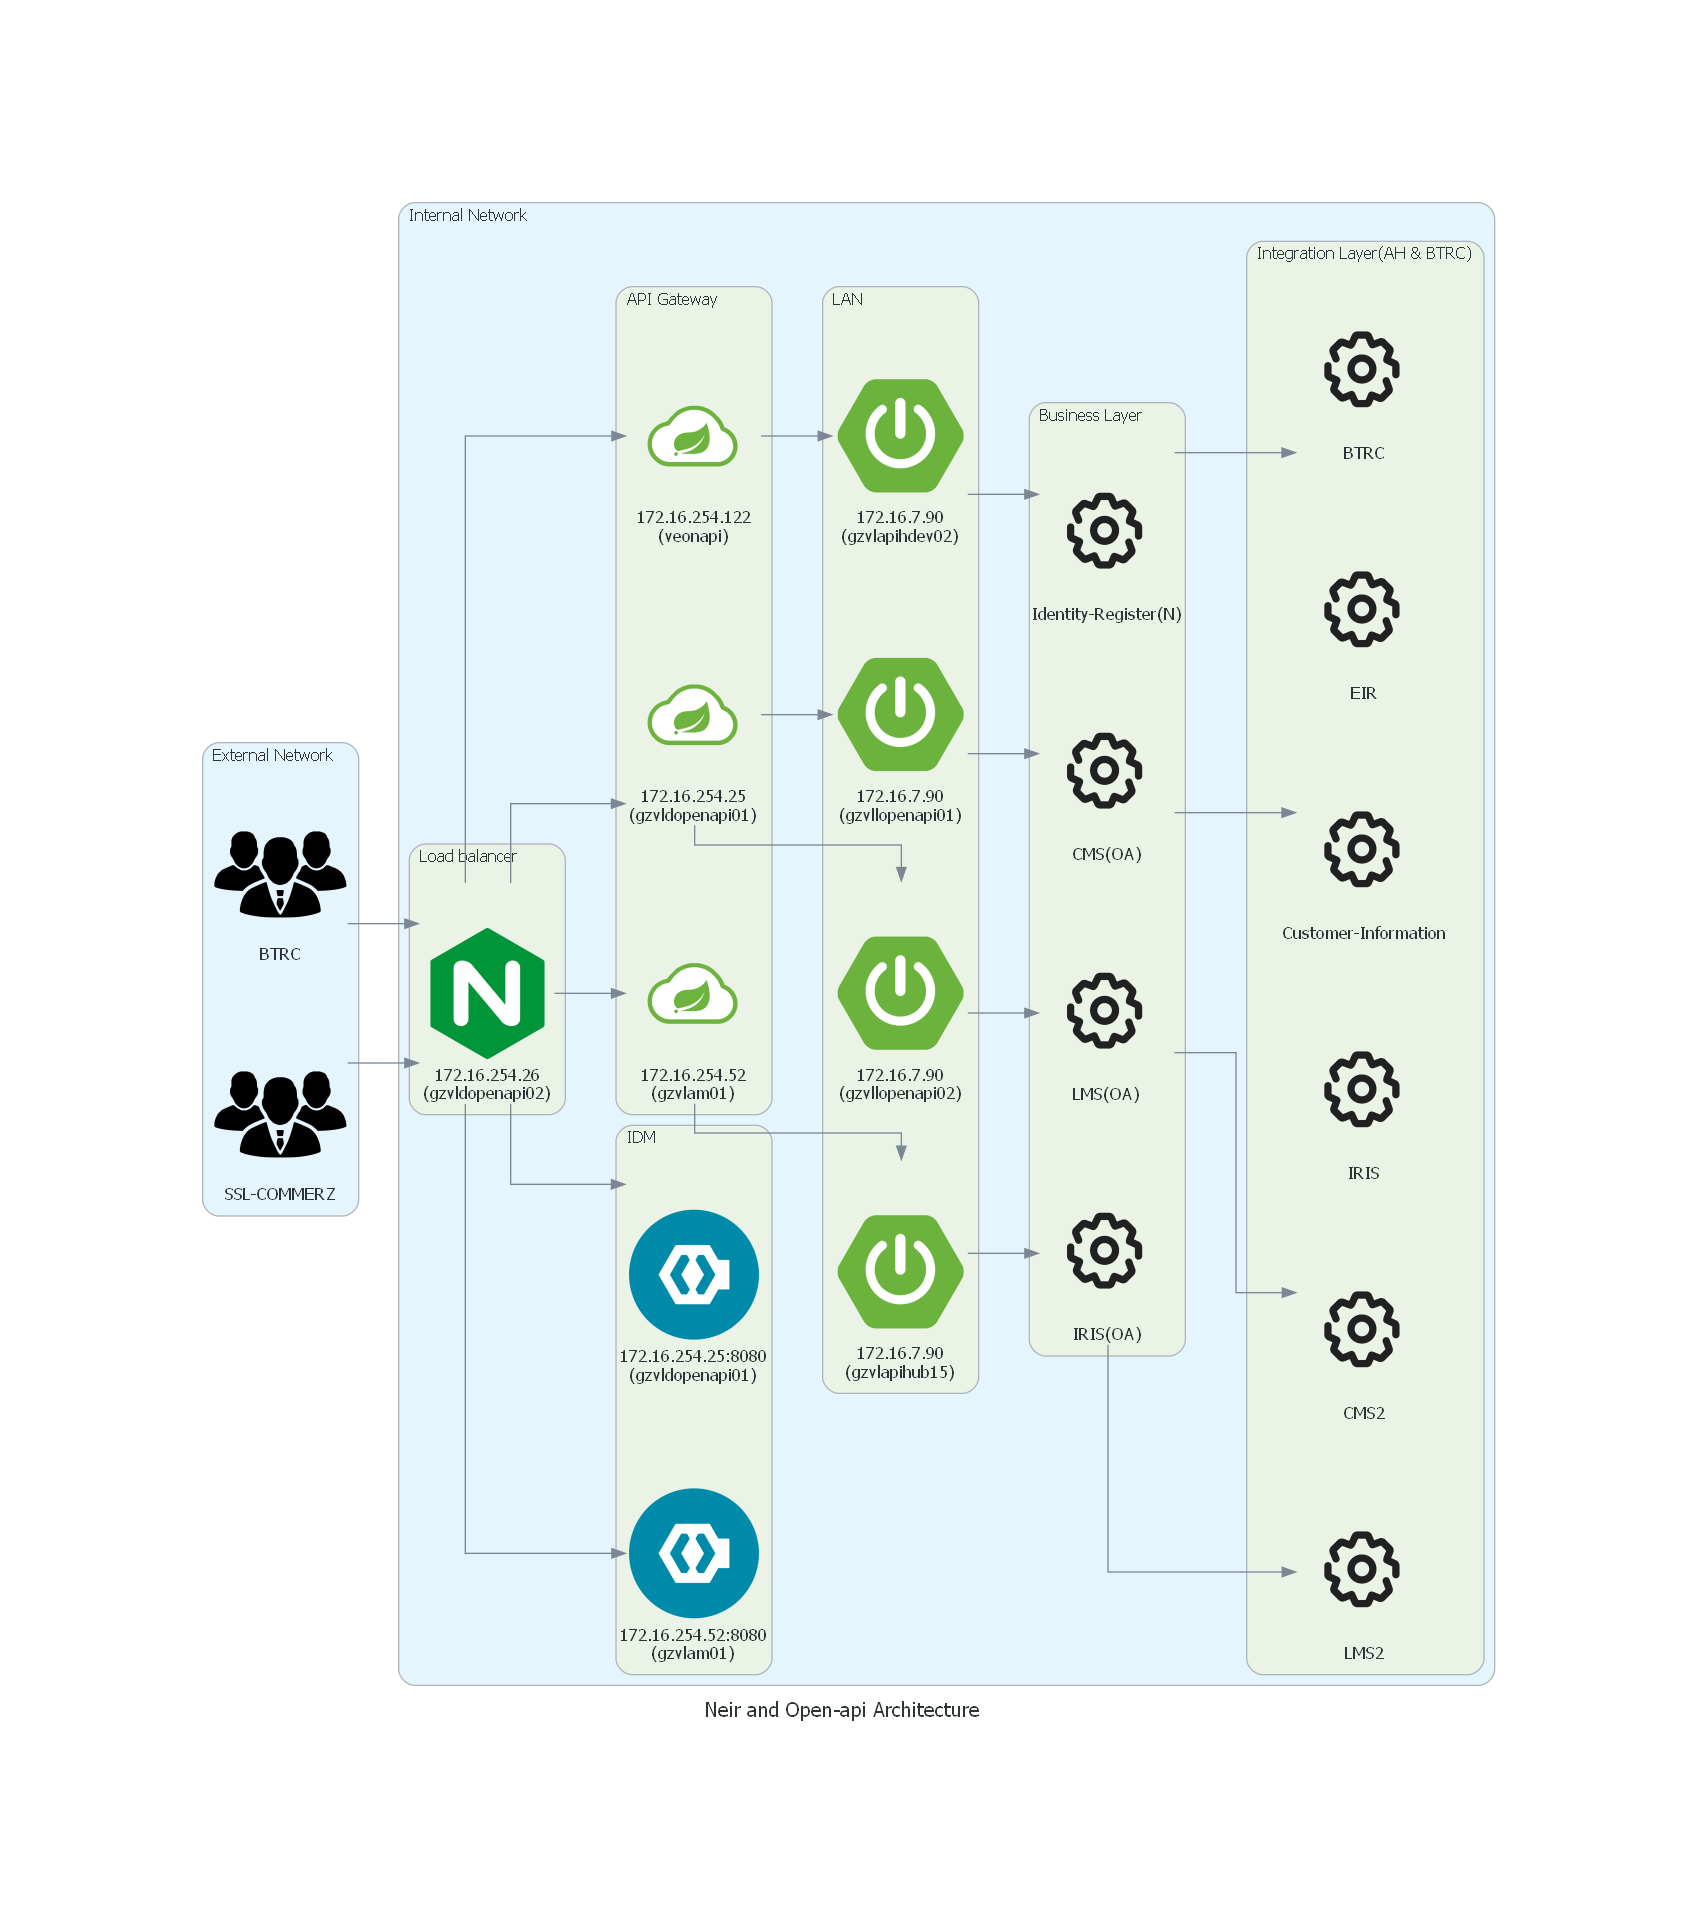 Internal Network
Integration Layer(AH & BTRC)
BTRC
EIR
Customer-Information
IRIS
CMS2
LMS2
API Gateway
172.16.254.122
(veonapi)
172.16.254.25
(gzvldopenapi01)
172.16.254.52
(gzvlam01)
LAN
172.16.7.90
(gzvlapihdev02)
172.16.7.90
(gzvllopenapi01)
172.16.7.90
(gzvllopenapi02)
172.16.7.90
(gzvlapihub15)
Business Layer
Identity-Register(N)
CMS(OA)
LMS(OA)
IRIS(OA)
External Network
BTRC
SSL-COMMERZ
Load balancer
N
172.16.254.26
(gzvldopenapi02)
IDM
172.16.254.25:8080
(gzvldopenapi01)
172.16.254.52:8080
(gzvlam01)
Neir and Open-api Architecture